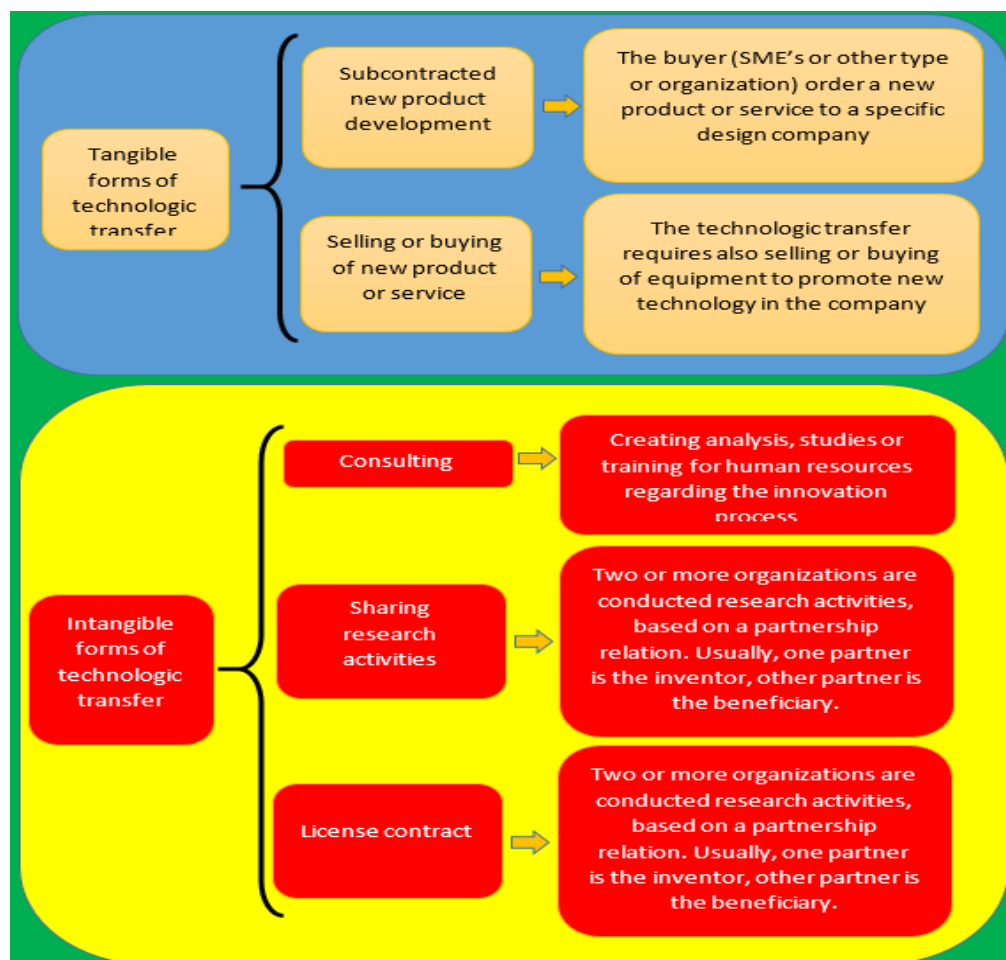 Tangible
forms of
technologic
transfer
Subcontracted
new product
development
The buyer (SME's or other type
or organization) order a new
product or service to a specific
design company
Selling or buying
of new product
or service
The technologic transfer
requires also selling or buying
of equipment to promote new
technology in the company
Intangible
forms of
technologic
transfer
Consulting
Creating analysis, studies or
training for human resources
regarding the innovation
process
Sharing
research
activities
Two or more organizations are
conducted research activities,
based on a partnership
relation. Usually, one partner
is the inventor, other partner is
the beneficiary.
License contract
Two or more organizations are
conducted research activities,
based on a partnership
relation. Usually, one partner
is the inventor, other partner is
the beneficiary.